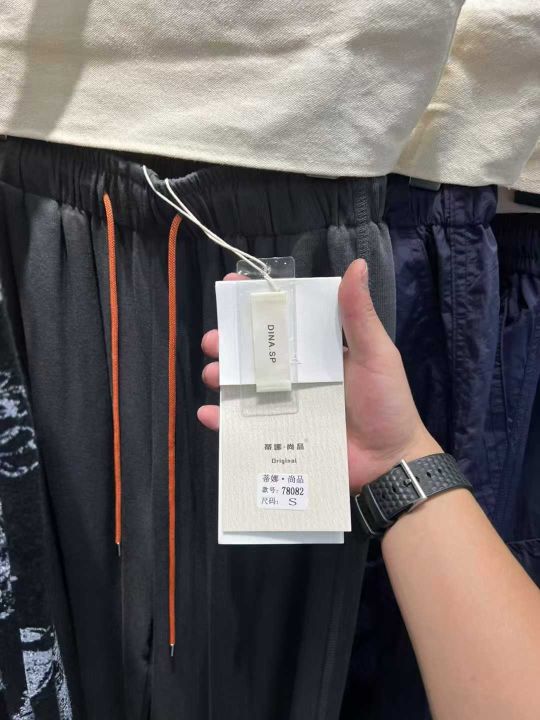 DINA.SP
蒂娜·尚品®
Original
蒂娜·尚品
款号: 78082
尺码: S